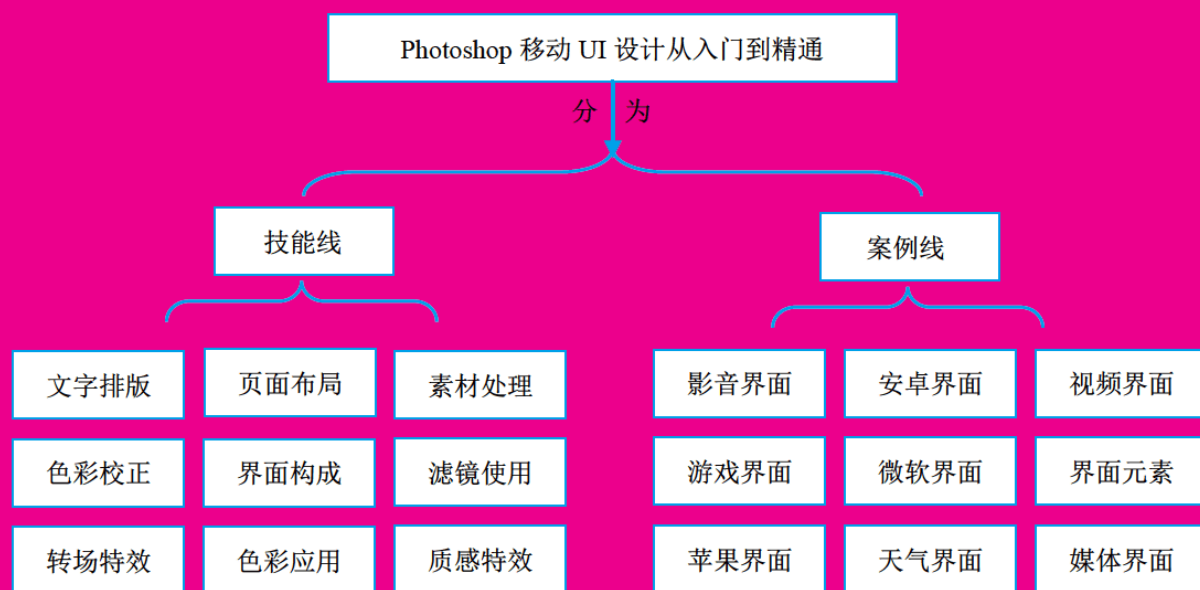 Photoshop 移动 UI 设计从入门到精通
分 为
技能线
案例线
文字排版 页面布局 素材处理
色彩校正 界面构成 滤镜使用
转场特效 色彩应用 质感特效
影音界面 安卓界面 视频界面
游戏界面 微软界面 界面元素
苹果界面 天气界面 媒体界面